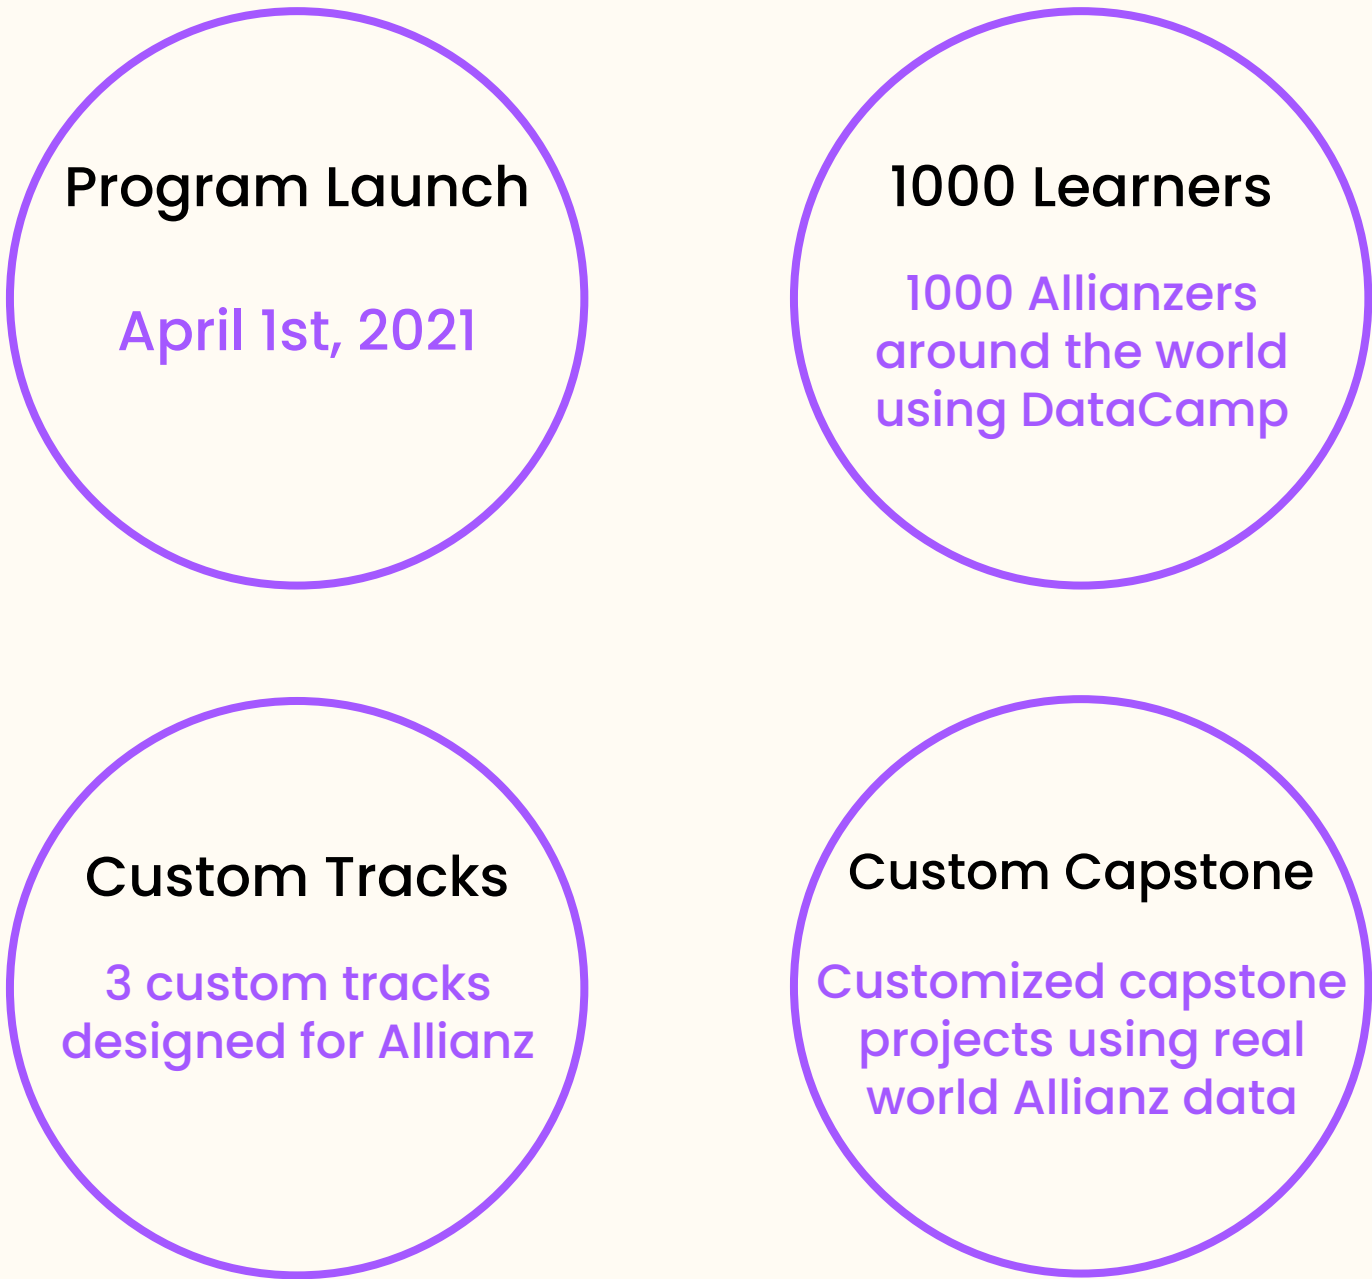 Program Launch
April 1st, 2021
1000 Learners
1000 Allianzers
around the world
using DataCamp
Custom Tracks
3 custom tracks
designed for Allianz
Custom Capstone
Customized capstone
projects using real
world Allianz data